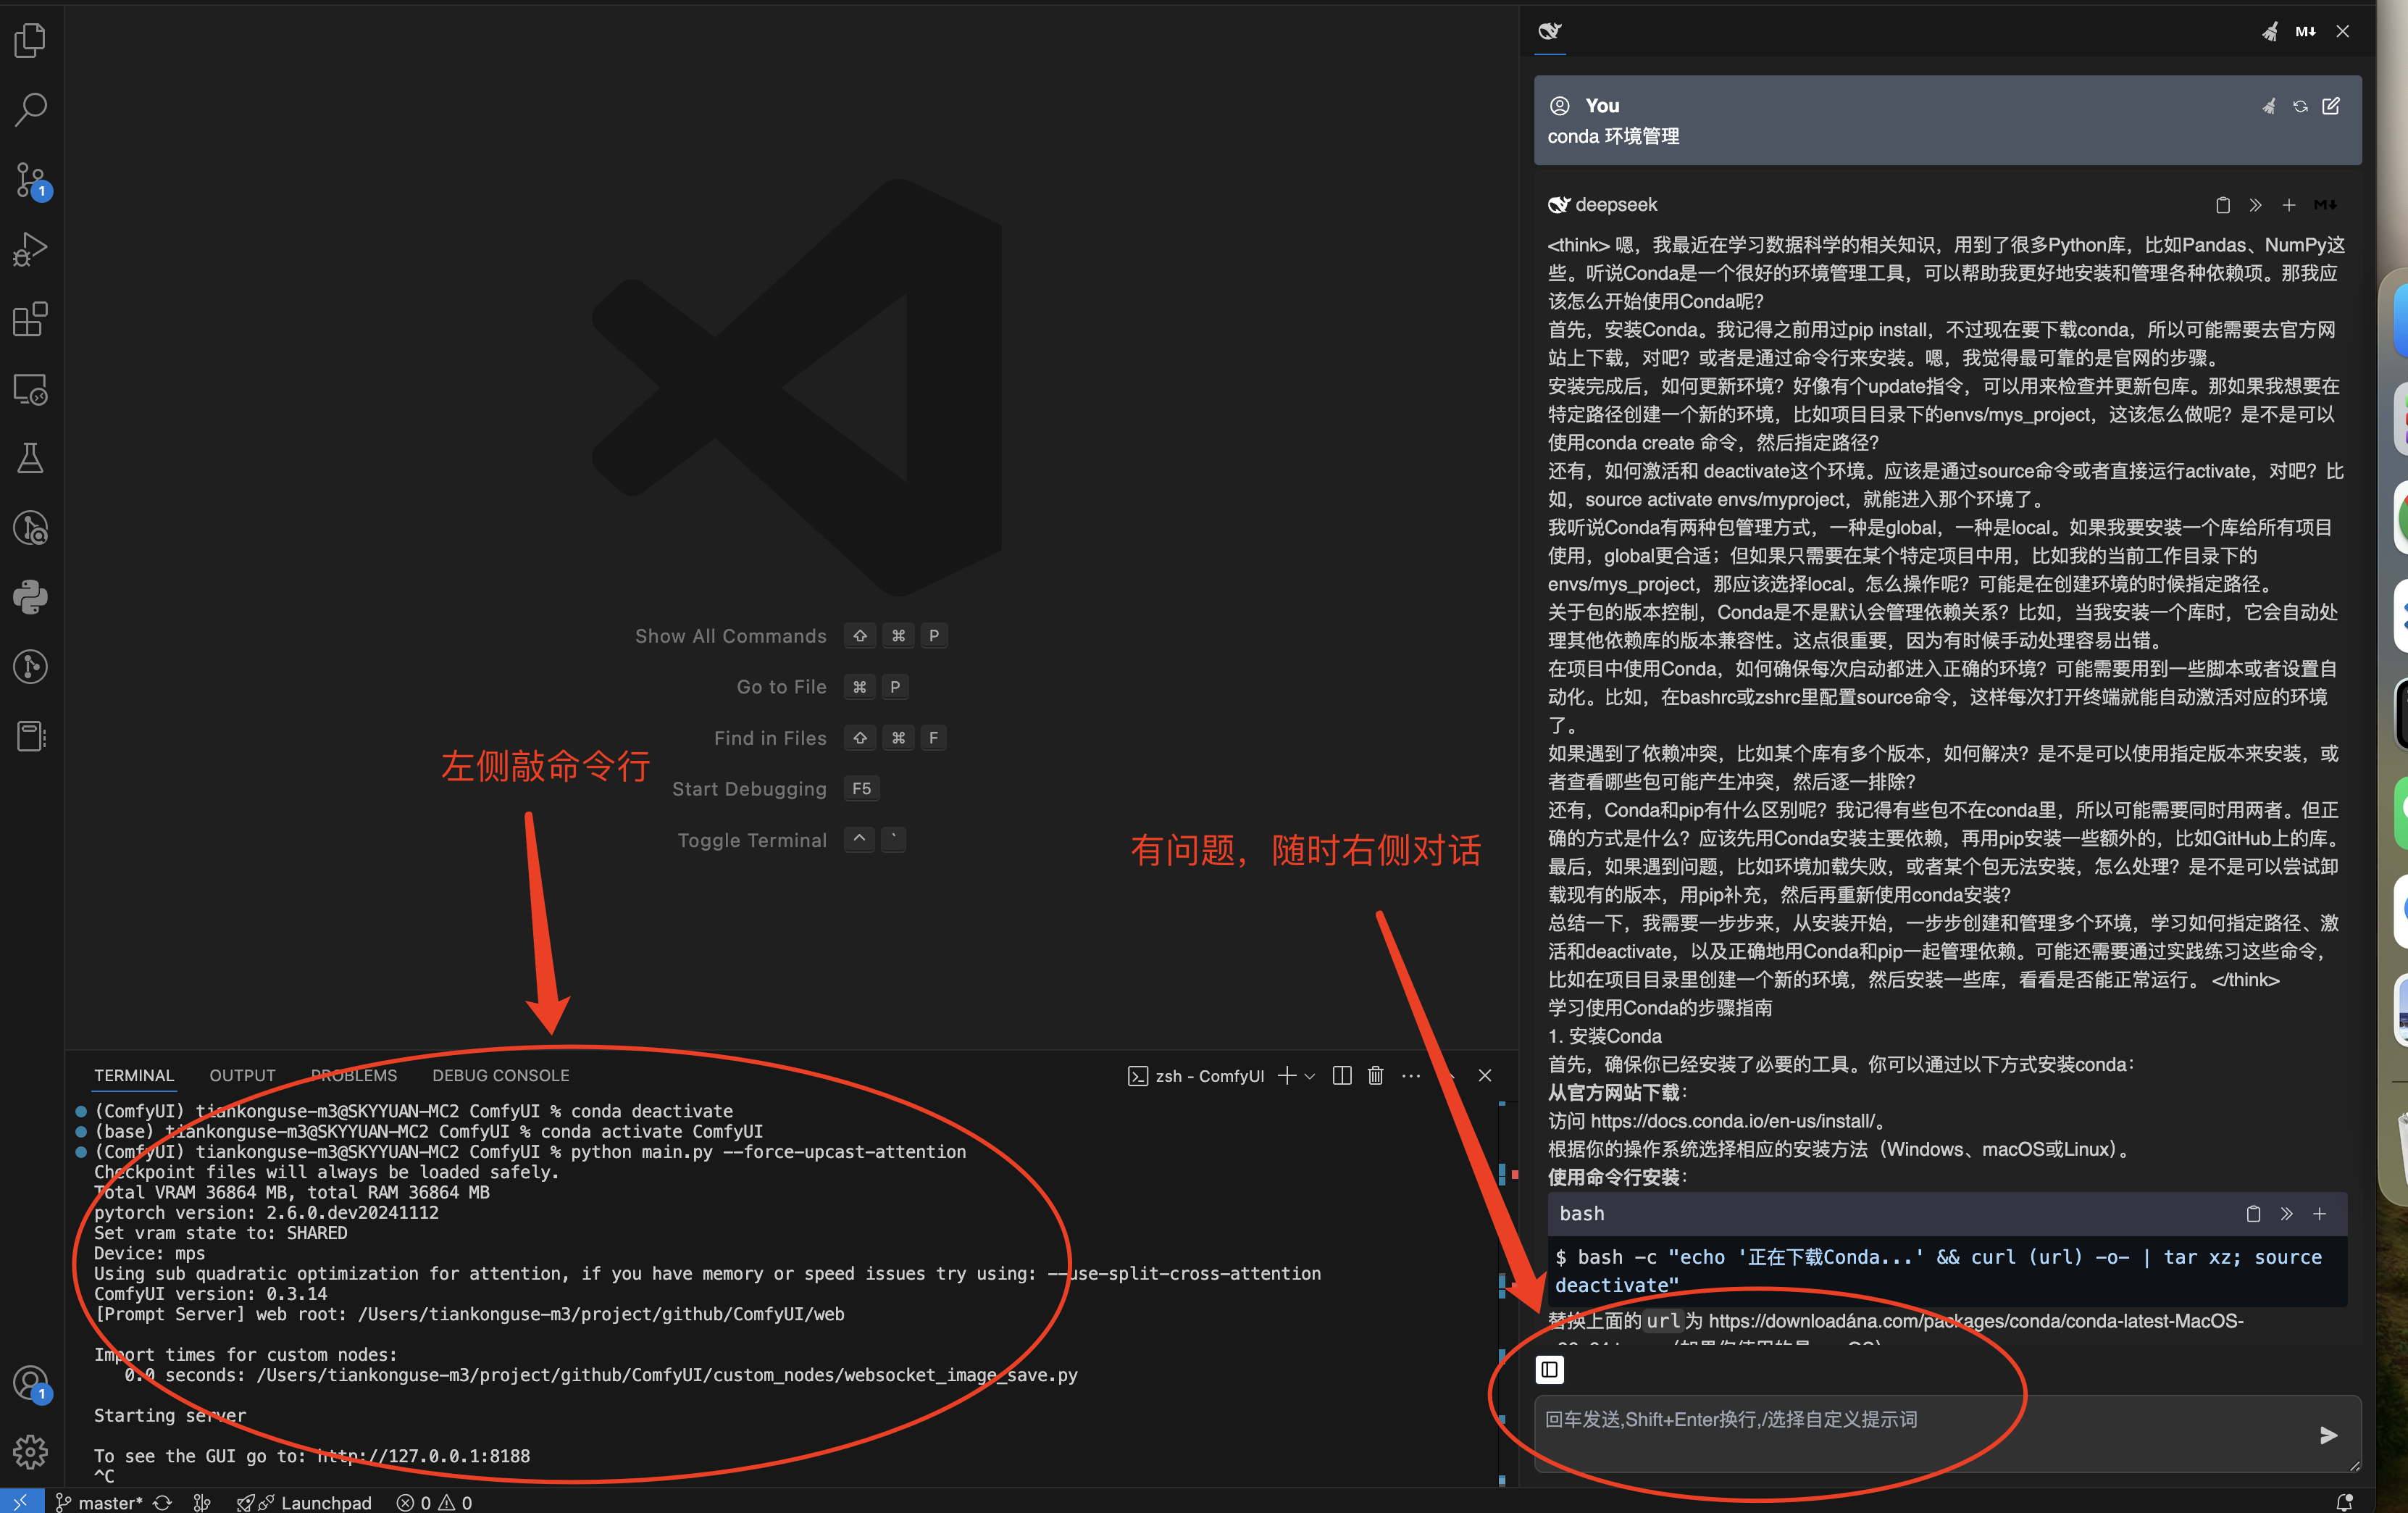 M↓
You
conda 环境管理
deepseek
M↓
<think> 嗯，我最近在学习数据科学的相关知识，用到了很多Python库，比如Pandas、NumPy这
些。听说Conda是一个很好的环境管理工具，可以帮助我更好地安装和管理各种依赖项。那我应
该怎么开始使用Conda呢？
首先，安装Conda。我记得之前用过pip install，不过现在要下载conda，所以可能需要去官方网
站上下载，对吧？或者是通过命令行来安装。嗯，我觉得最可靠的是官网的步骤。
安装完成后，如何更新环境？好像有个update指令，可以用来检查并更新包库。那如果我想要在
特定路径创建一个新的环境，比如项目目录下的envs/mys_project，这该怎么做呢？是不是可以
使用conda create 命令，然后指定路径？
还有，如何激活和 deactivate这个环境。应该是通过source命令或者直接运行activate，对吧？比
如，source activate envs/myproject，就能进入那个环境了。
我听说Conda有两种包管理方式，一种是global，一种是local。如果我要安装一个库给所有项目
使用，global更合适；但如果只需要在某个特定项目中用，比如我的当前工作目录下的
envs/mys_project，那应该选择local。怎么操作呢？可能是在创建环境的时候指定路径。
关于包的版本控制，Conda是不是默认会管理依赖关系？比如，当我安装一个库时，它会自动处
理其他依赖库的版本兼容性。这点很重要，因为有时候手动处理容易出错。
在项目中使用Conda，如何确保每次启动都进入正确的环境？可能需要用到一些脚本或者设置自
动化。比如，在bashrc或zshrc里配置source命令，这样每次打开终端就能自动激活对应的环境
了。
如果遇到了依赖冲突，比如某个库有多个版本，如何解决？是不是可以使用指定版本来安装，或
者查看哪些包可能产生冲突，然后逐一排除？
还有，Conda和pip有什么区别呢？我记得有些包不在conda里，所以可能需要同时用两者。但正
确的方式是什么？应该先用Conda安装主要依赖，再用pip安装一些额外的，比如GitHub上的库。
最后，如果遇到问题，比如环境加载失败，或者某个包无法安装，怎么处理？是不是可以尝试卸
载现有的版本，用pip补充，然后再重新使用conda安装？
总结一下，我需要一步步来，从安装开始，一步步创建和管理多个环境，学习如何指定路径、激
活和deactivate，以及正确地用Conda和pip一起管理依赖。可能还需要通过实践练习这些命令，
比如在项目目录里创建一个新的环境，然后安装一些库，看看是否能正常运行。 </think>
学习使用Conda的步骤指南
1. 安装Conda
首先，确保你已经安装了必要的工具。你可以通过以下方式安装conda：
从官方网站下载：
访问 https://docs.conda.io/en-us/install/。
根据你的操作系统选择相应的安装方法（Windows、macOS或Linux）。
使用命令行安装：
bash
$ bash -c "echo '正在下载Conda...' && curl (url) -o- | tar xz; source
deactivate"
替换上面的 url 为 https://downloadána.com/packages/conda/conda-latest-MacOS-
回车发送,Shift+Enter换行,/选择自定义提示词
Show All Commands ⇧ ⌘ P
Go to File ⌘ P
Find in Files ⇧ ⌘ F
Start Debugging F5
Toggle Terminal ^ `
左侧敲命令行
有问题，随时右侧对话
TERMINAL OUTPUT PROBLEMS DEBUG CONSOLE
zsh - ComfyUI
(ComfyUI) tiankonguse-m3@SKYYUAN-MC2 ComfyUI % conda deactivate
(base) tiankonguse-m3@SKYYUAN-MC2 ComfyUI % conda activate ComfyUI
(ComfyUI) tiankonguse-m3@SKYYUAN-MC2 ComfyUI % python main.py --force-upcast-attention
Checkpoint files will always be loaded safely.
Total VRAM 36864 MB, total RAM 36864 MB
pytorch version: 2.6.0.dev20241112
Set vram state to: SHARED
Device: mps
Using sub quadratic optimization for attention, if you have memory or speed issues try using: --use-split-cross-attention
ComfyUI version: 0.3.14
[Prompt Server] web root: /Users/tiankonguse-m3/project/github/ComfyUI/web
Import times for custom nodes:
0.0 seconds: /Users/tiankonguse-m3/project/github/ComfyUI/custom_nodes/websocket_image_save.py
Starting server
To see the GUI go to: http://127.0.0.1:8188
^C
1
1
master* Launchpad 0 0